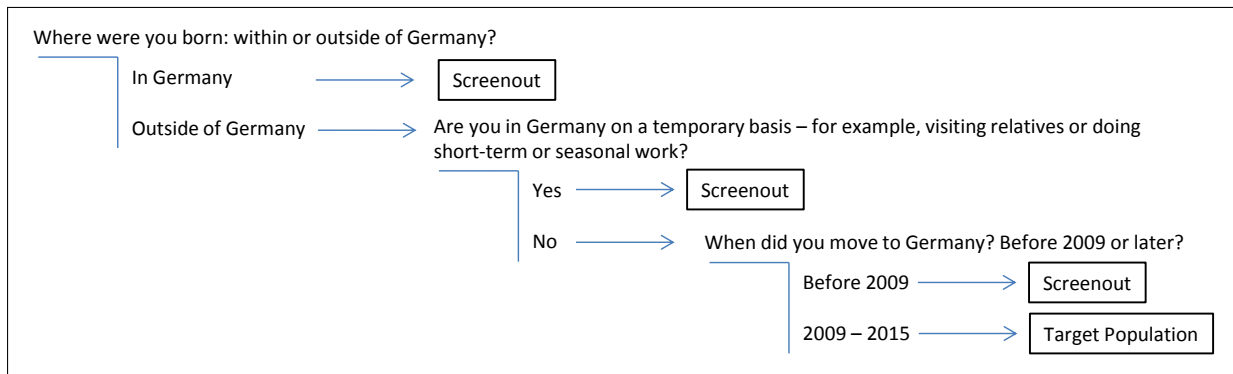 Where were you born: within or outside of Germany?
In Germany
Screenout
Outside of Germany
Are you in Germany on a temporary basis – for example, visiting relatives or doing
short-term or seasonal work?
Yes
Screenout
No
When did you move to Germany? Before 2009 or later?
Before 2009
Screenout
2009 – 2015
Target Population